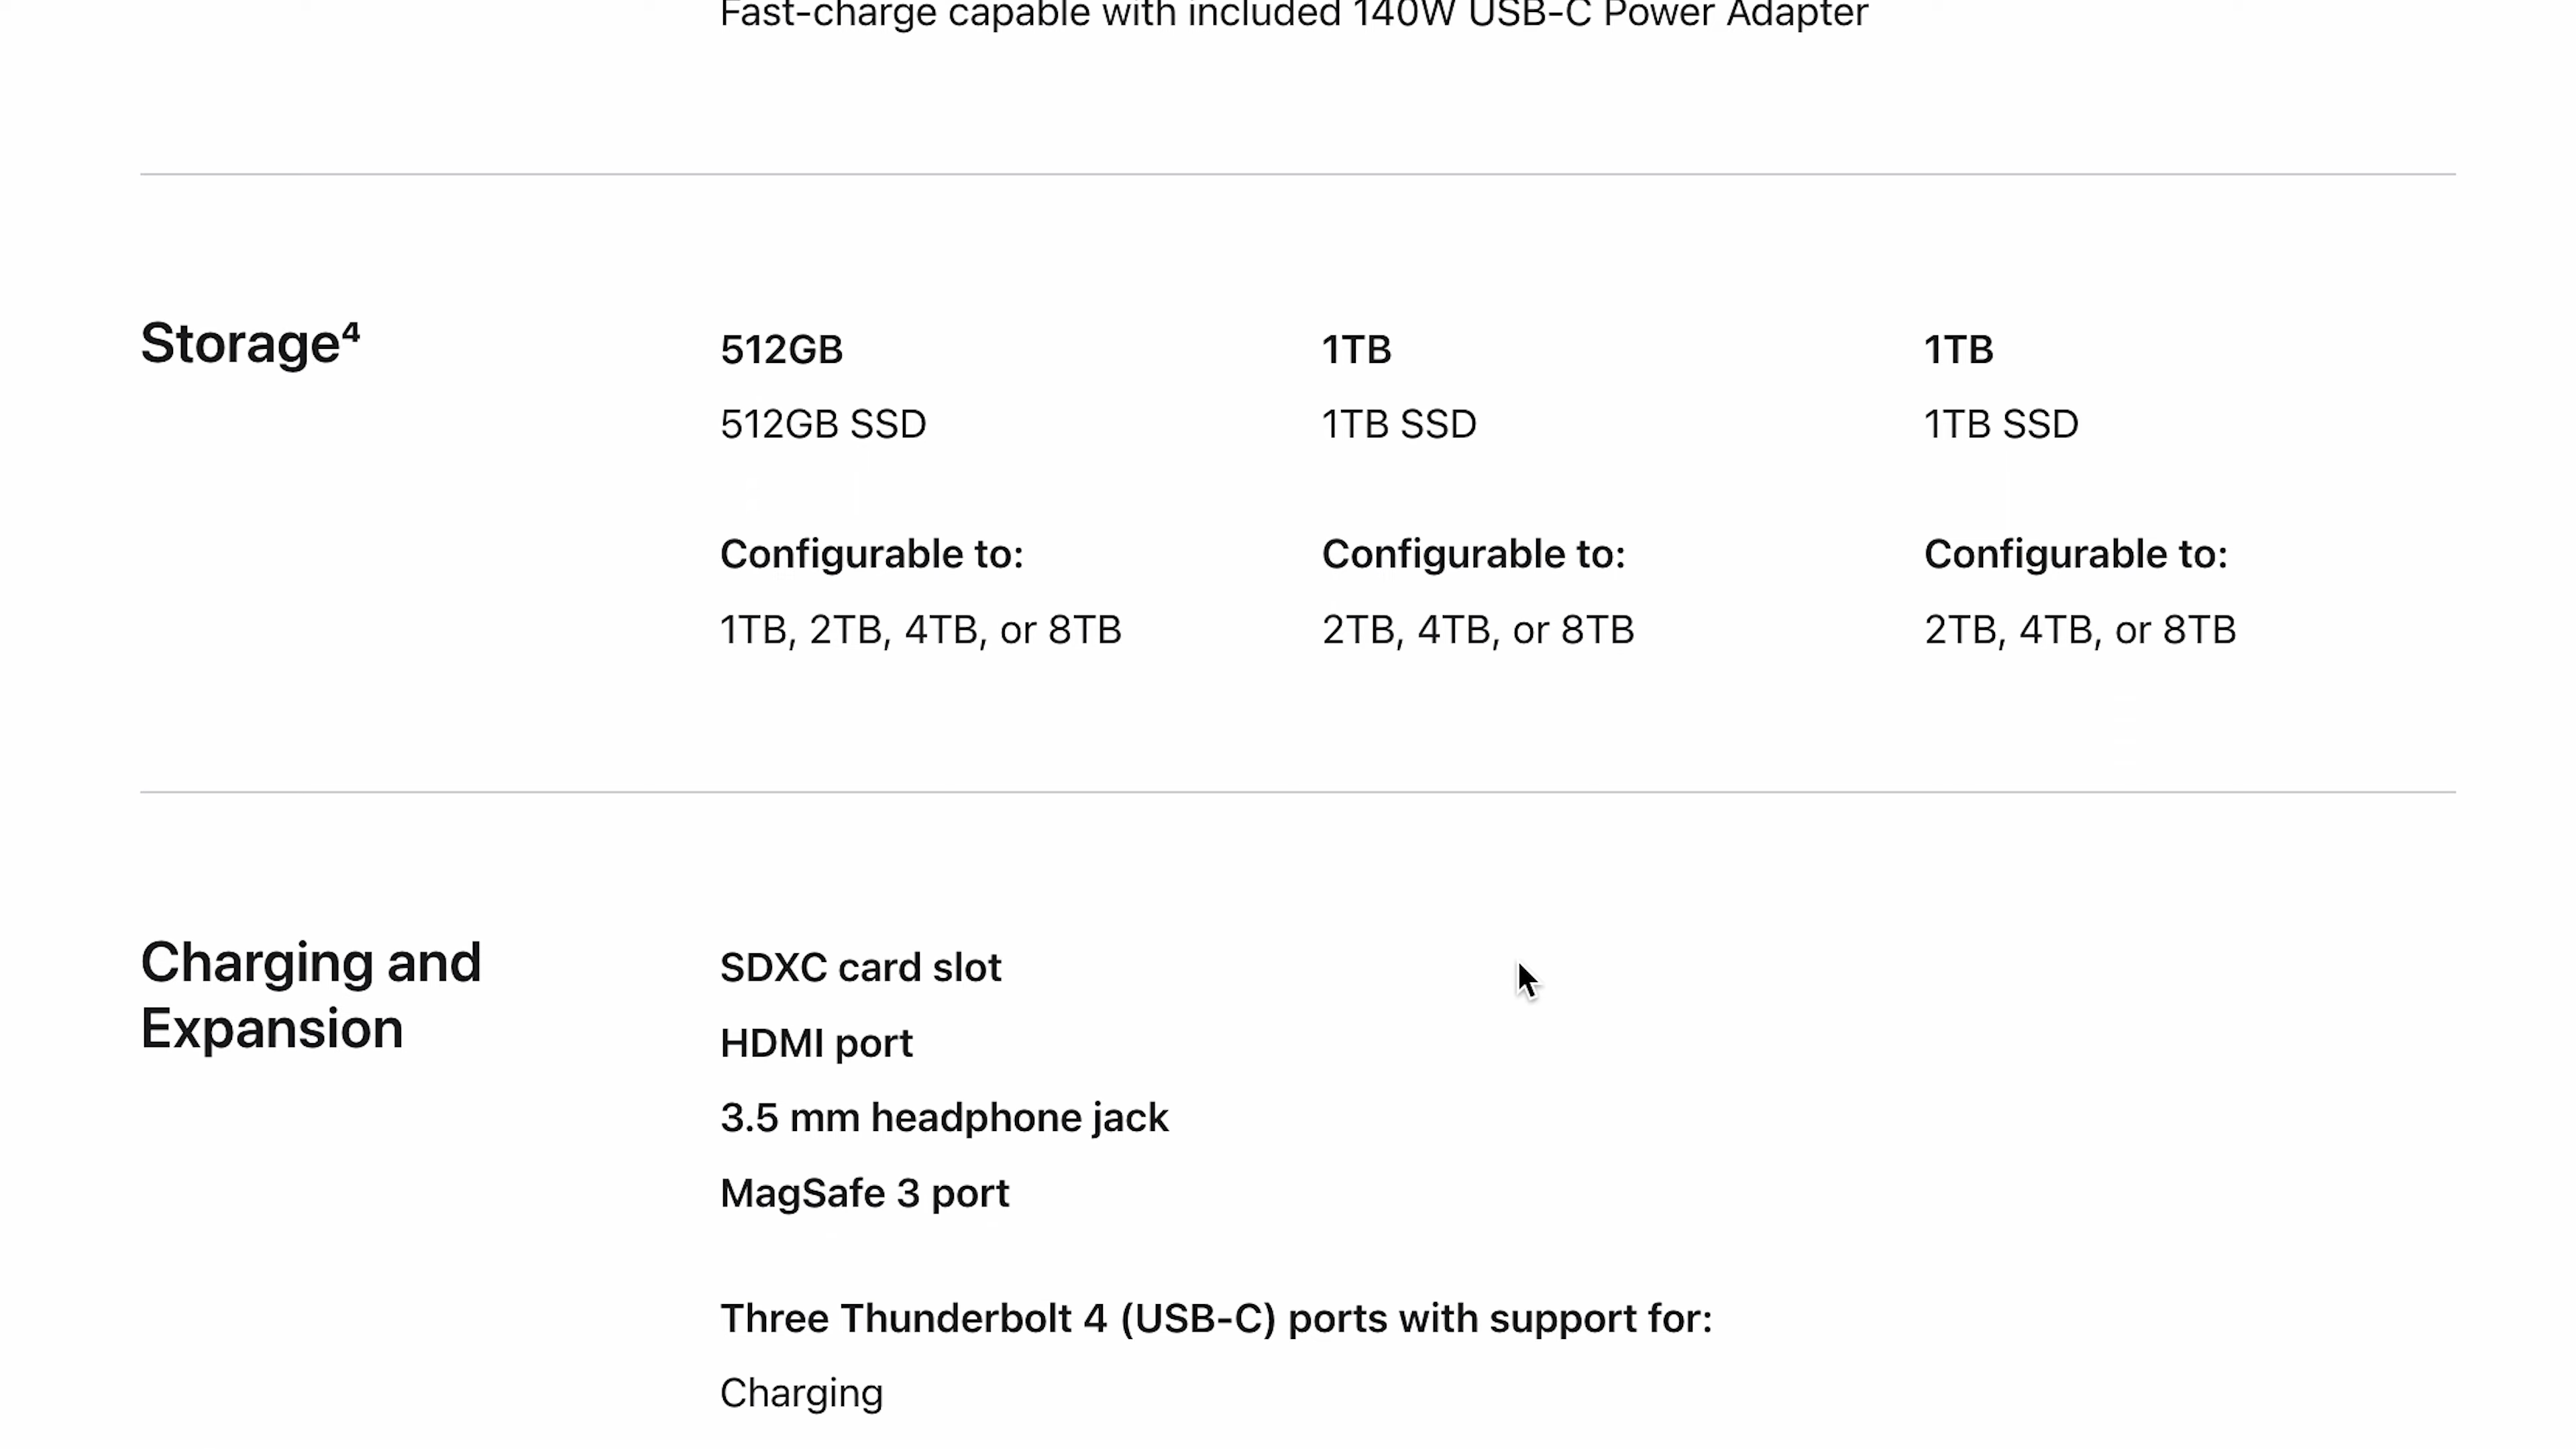 Fast-charge capable with included 140W USB-C Power Adapter
Storage⁴
512GB
512GB SSD
Configurable to:
1TB, 2TB, 4TB, or 8TB
1TB
1TB SSD
Configurable to:
2TB, 4TB, or 8TB
1TB
1TB SSD
Configurable to:
2TB, 4TB, or 8TB
Charging and
Expansion
SDXC card slot
HDMI port
3.5 mm headphone jack
MagSafe 3 port
Three Thunderbolt 4 (USB-C) ports with support for:
Charging